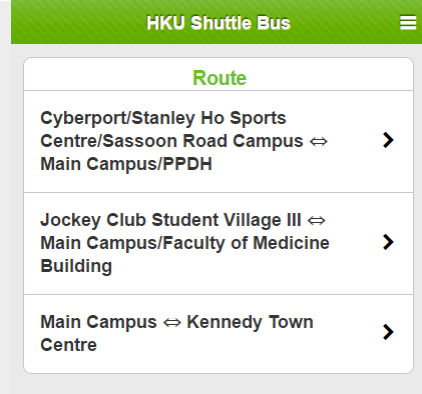 HKU Shuttle Bus
Route
Cyberport/Stanley Ho Sports
Centre/Sassoon Road Campus ⇔
Main Campus/PPDH
Jockey Club Student Village III ⇔
Main Campus/Faculty of Medicine
Building
Main Campus ⇔ Kennedy Town
Centre